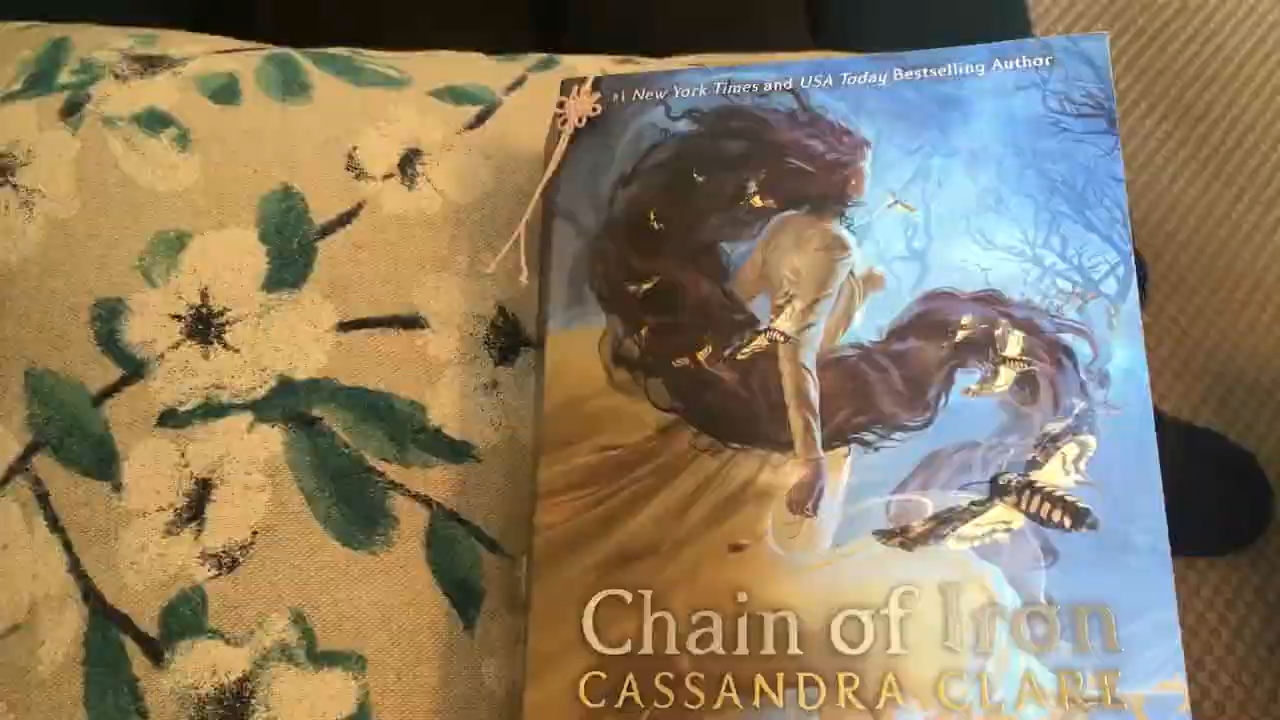 #1 New York Times and USA Today Bestselling Author
Chain of Iron
CASSANDRA CLARE